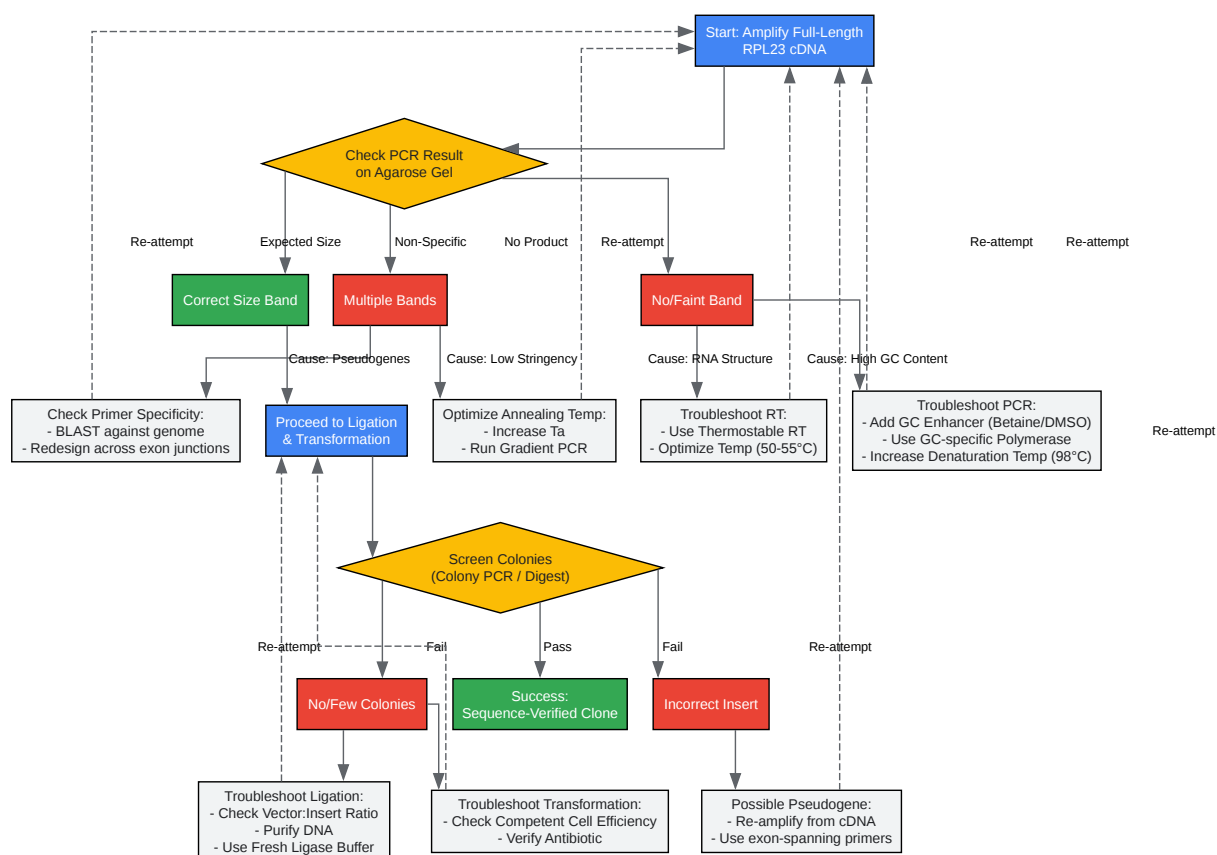 Start: Amplify Full-Length
RPL23 cDNA
Check PCR Result
on Agarose Gel
Re-attempt
Expected Size
Non-Specific
No Product
Re-attempt
Re-attempt
Re-attempt
Correct Size Band
Multiple Bands
No/Faint Band
Cause: Pseudogenes
Cause: Low Stringency
Cause: RNA Structure
Cause: High GC Content
Check Primer Specificity:
- BLAST against genome
- Redesign across exon junctions
Proceed to Ligation
& Transformation
Optimize Annealing Temp:
- Increase Ta
- Run Gradient PCR
Troubleshoot RT:
- Use Thermostable RT
- Optimize Temp (50-55°C)
Troubleshoot PCR:
- Add GC Enhancer (Betaine/DMSO)
- Use GC-specific Polymerase
- Increase Denaturation Temp (98°C)
Re-attempt
Screen Colonies
(Colony PCR / Digest)
Re-attempt
Fail
Pass
Fail
Re-attempt
No/Few Colonies
Success:
Sequence-Verified Clone
Incorrect Insert
Troubleshoot Ligation:
- Check Vector:Insert Ratio
- Purify DNA
- Use Fresh Ligase Buffer
Troubleshoot Transformation:
- Check Competent Cell Efficiency
- Verify Antibiotic
Possible Pseudogene:
- Re-amplify from cDNA
- Use exon-spanning primers